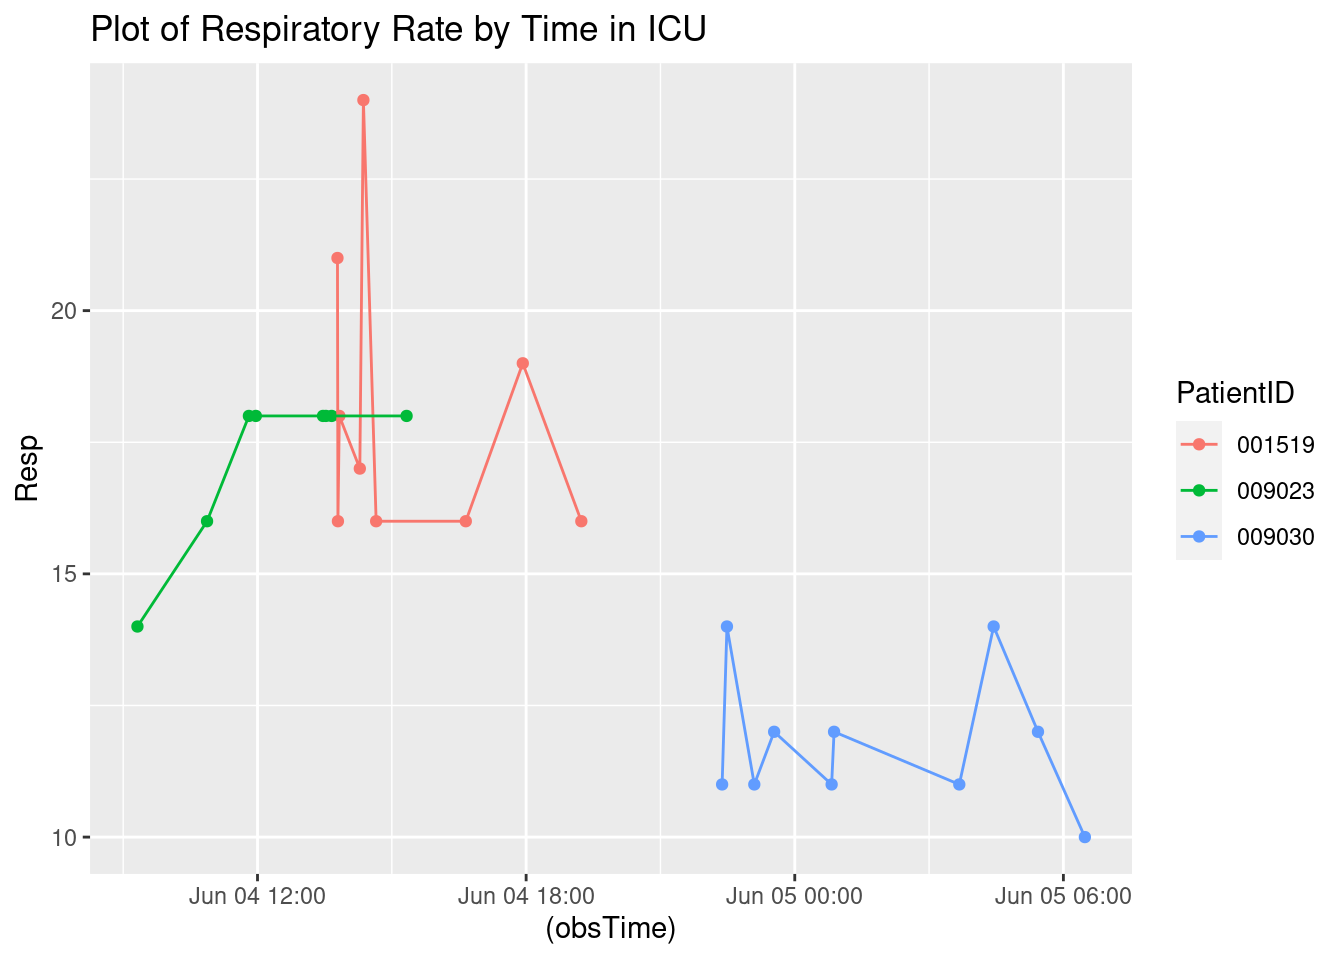 Plot of Respiratory Rate by Time in ICU
Resp
20
15
10
Jun 04 12:00
Jun 04 18:00
Jun 05 00:00
Jun 05 06:00
(obsTime)
PatientID
001519
009023
009030